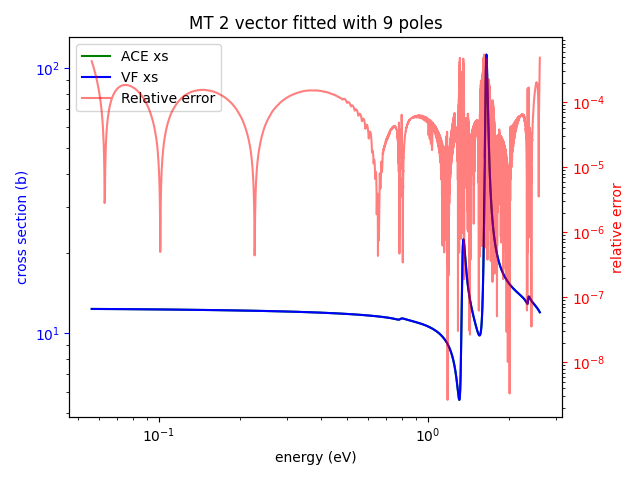 MT 2 vector fitted with 9 poles
ACE xs
VF xs
Relative error
cross section (b)
10²
10¹
10⁻⁴
10⁻⁵
10⁻⁶
10⁻⁷
10⁻⁸
relative error
10⁻¹
10⁰
energy (eV)